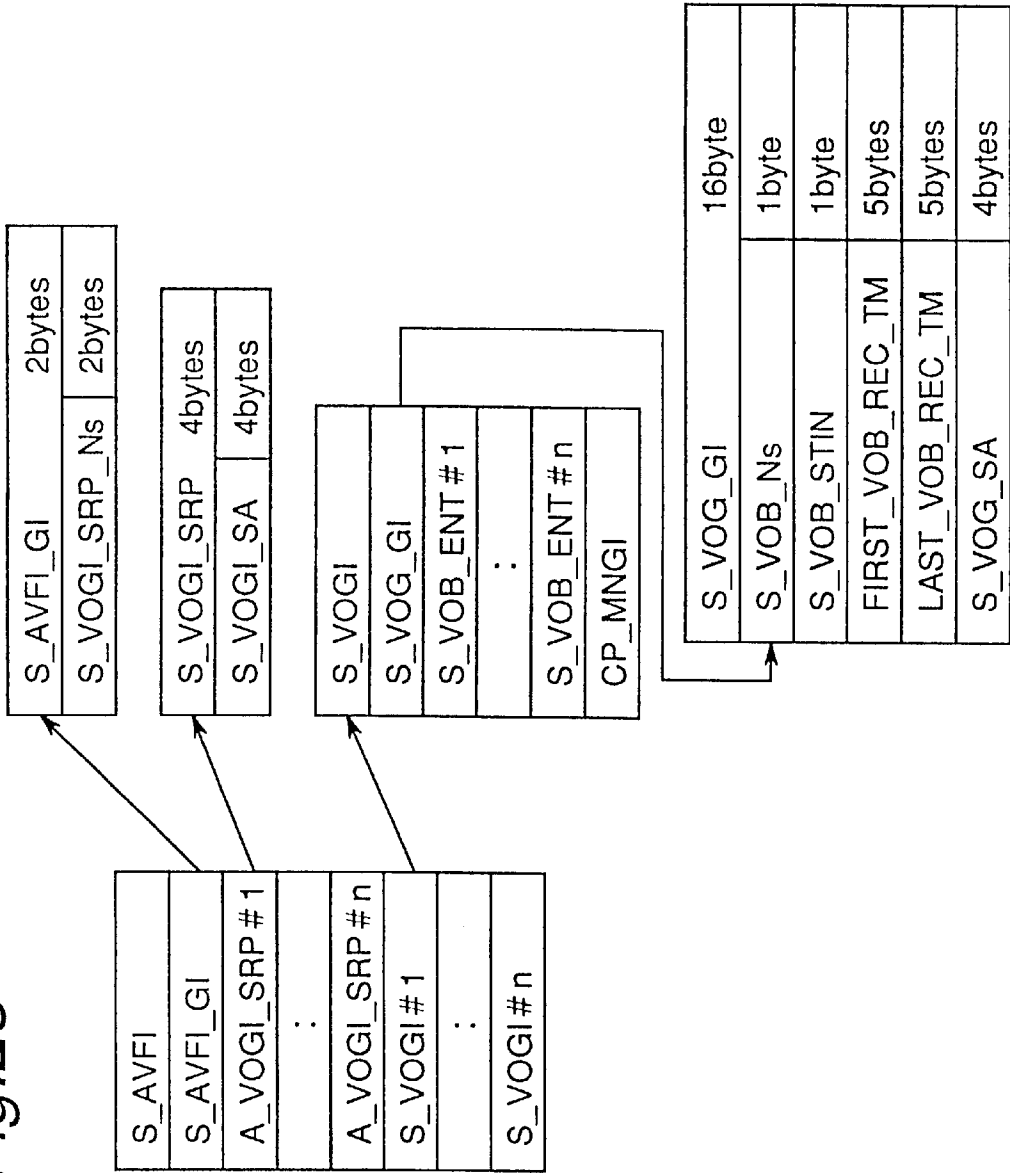 S_AVFI
S_AVFI_GI
A_VOGI_SRP#1
:
A_VOGI_SRP#n
S_VOGI#1
:
S_VOGI#n
S_AVFI_GI 2bytes
S_VOGI_SRP_Ns 2bytes
S_VOGI_SRP 4bytes
S_VOGI_SA 4bytes
S_VOGI
S_VOG_GI
S_VOB_ENT#1
:
S_VOB_ENT#n
CP_MNGI
S_VOG_GI 16byte
S_VOB_Ns 1byte
S_VOB_STIN 1byte
FIRST_VOB_REC_TM 5bytes
LAST_VOB_REC_TM 5bytes
S_VOG_SA 4bytes